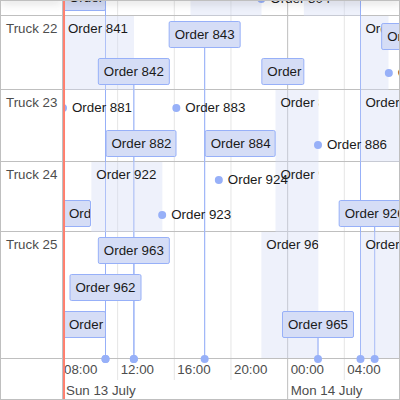 Truck 22
Order 841
Order 843
Order 842
Order
Truck 23
Order 881
Order 883
Order
Order
Order 882
Order 884
Order 886
Truck 24
Order 922
Order 924
Order
Ord
Order 923
Order 926
Truck 25
Order 963
Order 96
Order
Order 962
Order
Order 965
08:00 12:00 16:00 20:00 00:00 04:00
Sun 13 July Mon 14 July